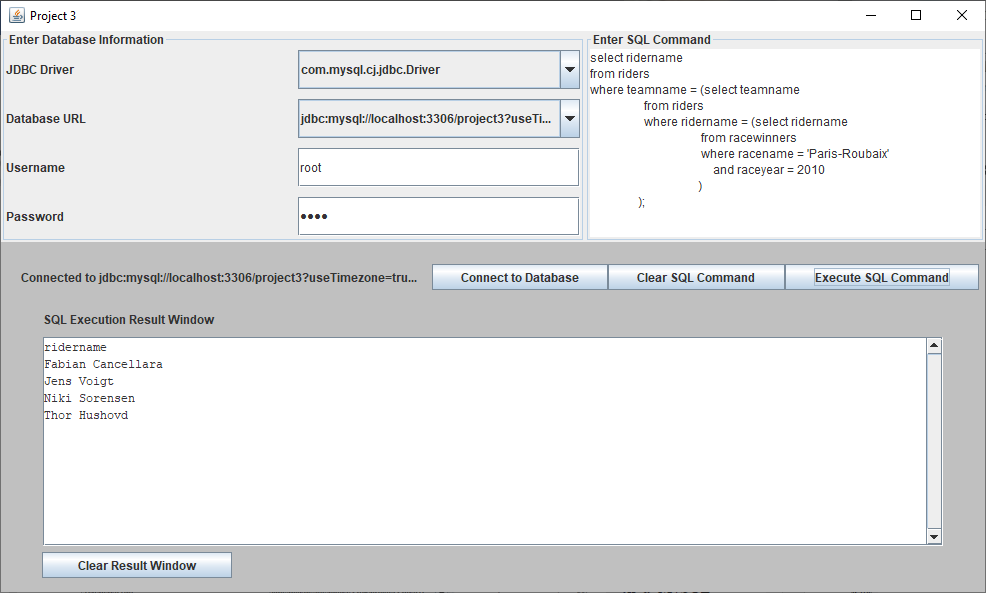 Project 3
Enter Database Information
JDBC Driver
com.mysql.cj.jdbc.Driver
Database URL
jdbc:mysql://localhost:3306/project3?useTi...
Username
root
Password
••••
Enter SQL Command
select ridername
from riders
where teamname = (select teamname
from riders
where ridername = (select ridername
from racewinners
where racename = 'Paris-Roubaix'
and raceyear = 2010
)
);
Connected to jdbc:mysql://localhost:3306/project3?useTimezone=tru...
Connect to Database
Clear SQL Command
Execute SQL Command
SQL Execution Result Window
ridername
Fabian Cancellara
Jens Voigt
Niki Sorensen
Thor Hushovd
Clear Result Window